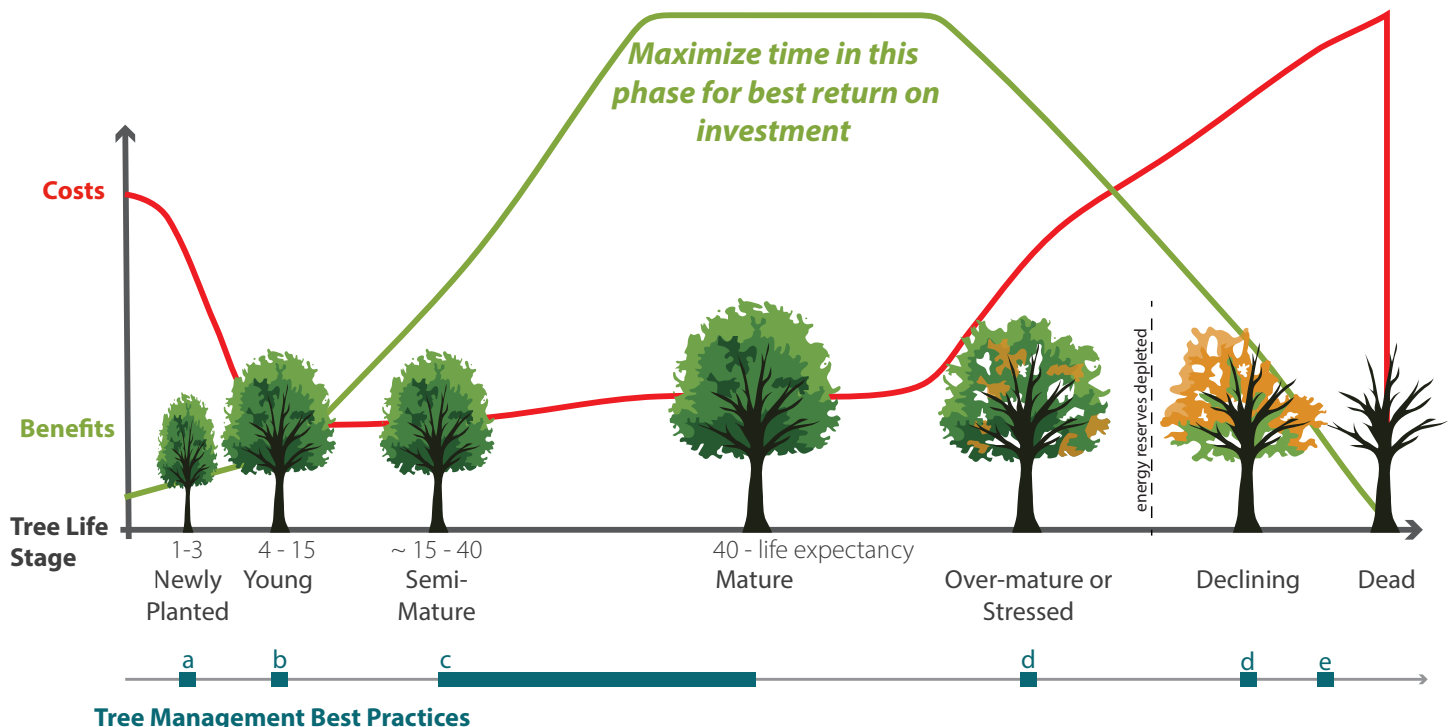 Maximize time in this
phase for best return on
investment
Costs
Benefits
energy reserves depleted
Tree Life
Stage
1-3
4 - 15
~ 15 - 40
40 - life expectancy
Newly
Planted
Young
Semi-
Mature
Mature
Over-mature or
Stressed
Declining
Dead
a
b
c
d
d
e
Tree Management Best Practices